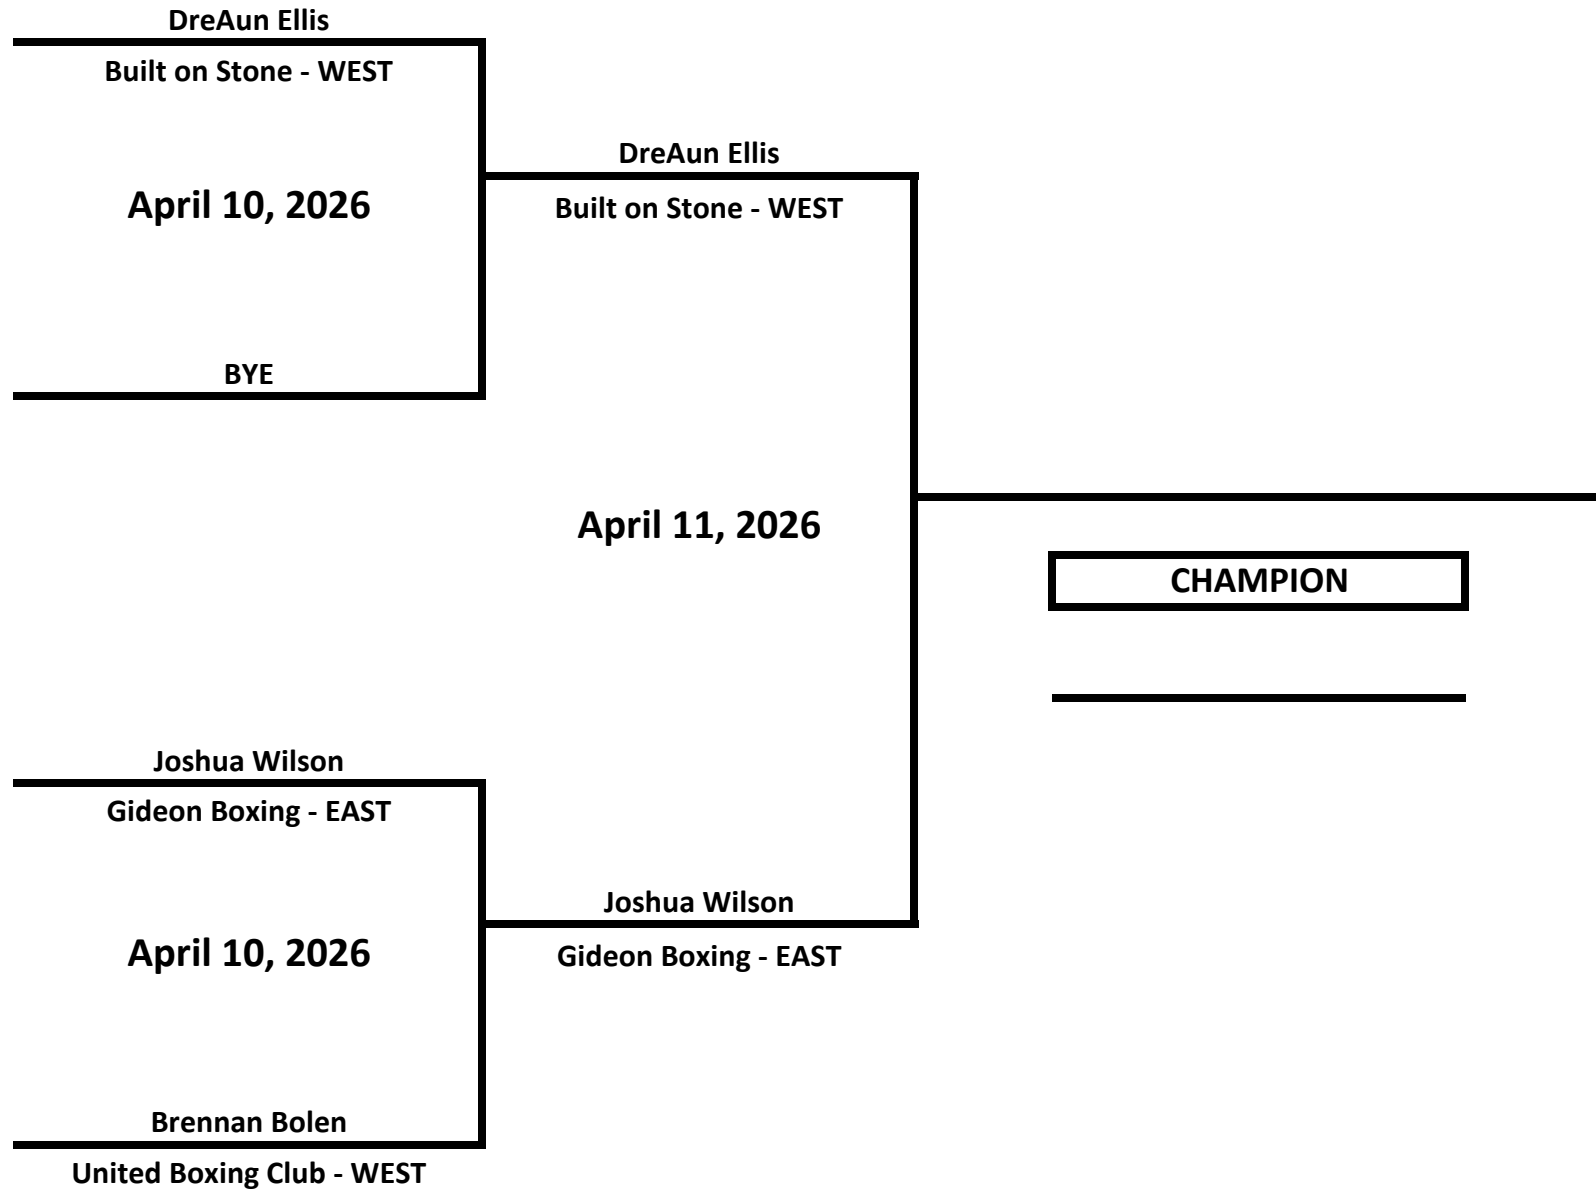 DreAun Ellis
Built on Stone - WEST
April 10, 2026
BYE
DreAun Ellis
Built on Stone - WEST
April 11, 2026
CHAMPION
Joshua Wilson
Gideon Boxing - EAST
April 10, 2026
Brennan Bolen
United Boxing Club - WEST
Joshua Wilson
Gideon Boxing - EAST